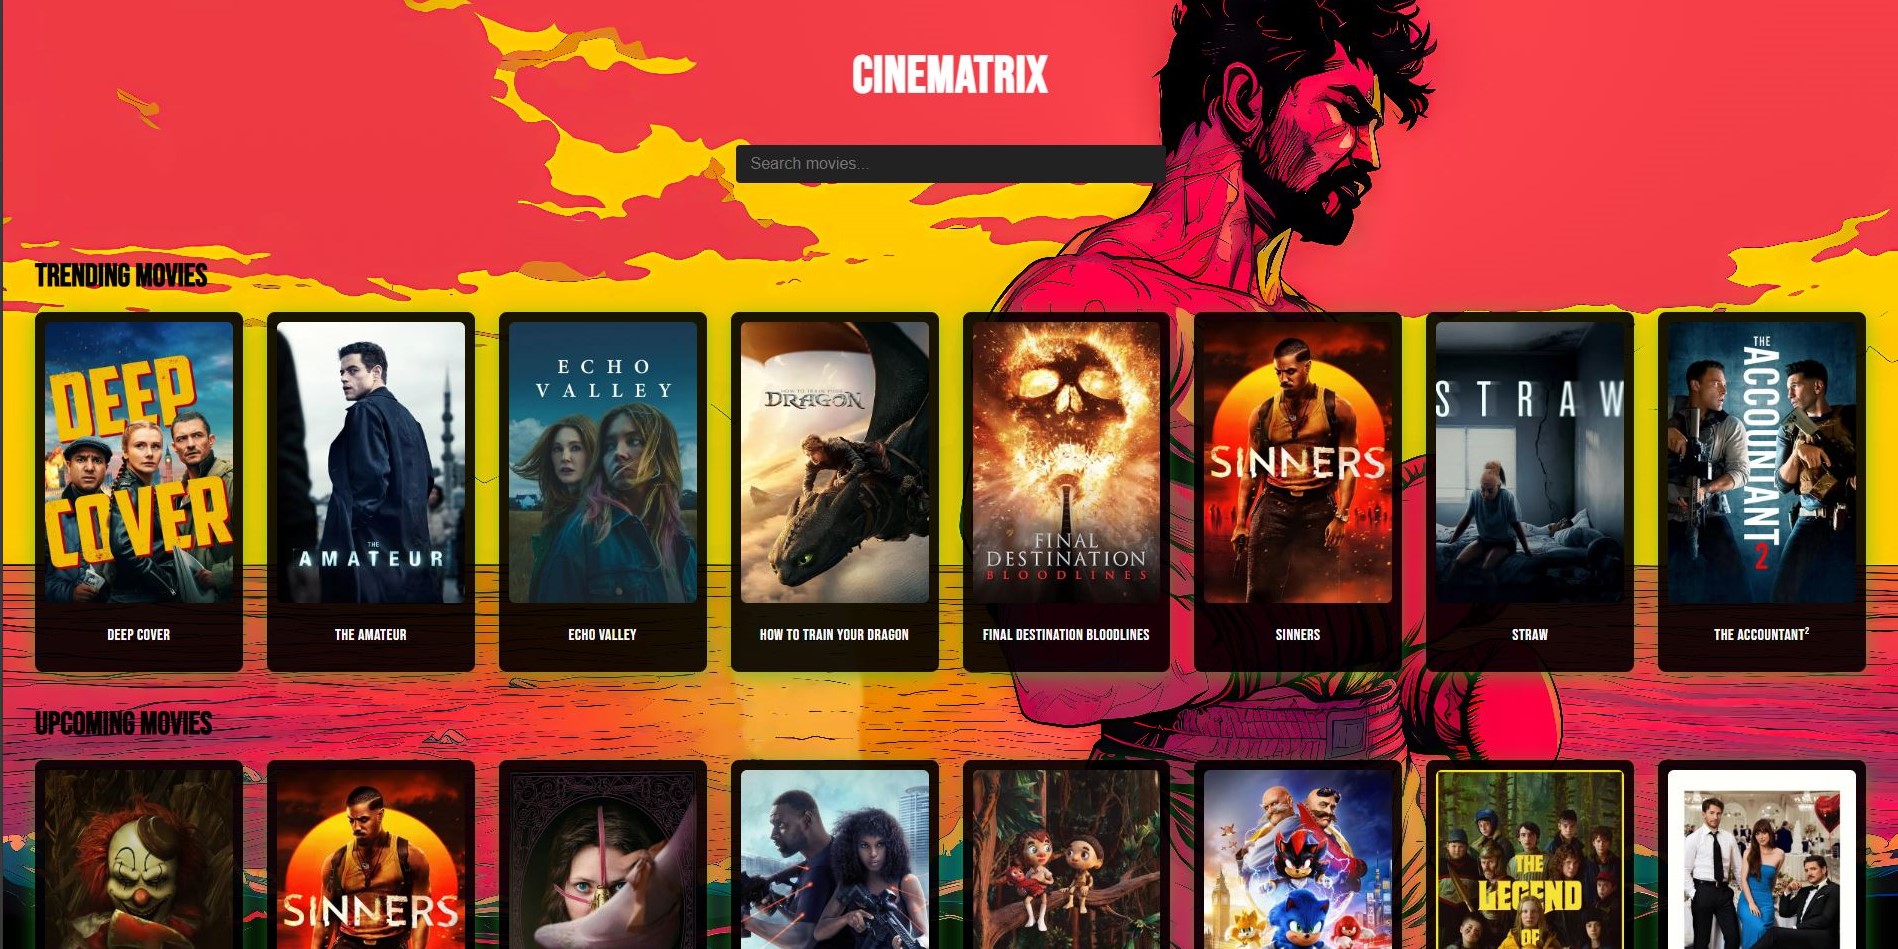 CINEMATRIX
Search movies...
TRENDING MOVIES
DEEP
COVER
THE
AMATEUR
ECHO
VALLEY
HOW TO TRAIN YOUR
DRAGON
FINAL
DESTINATION
BLOODLINES
SINNERS
STRAW
THE
ACCOUNTANT
2
DEEP COVER
THE AMATEUR
ECHO VALLEY
HOW TO TRAIN YOUR DRAGON
FINAL DESTINATION BLOODLINES
SINNERS
STRAW
THE ACCOUNTANT²
UPCOMING MOVIES
SINNERS
THE
LEGEND
OF